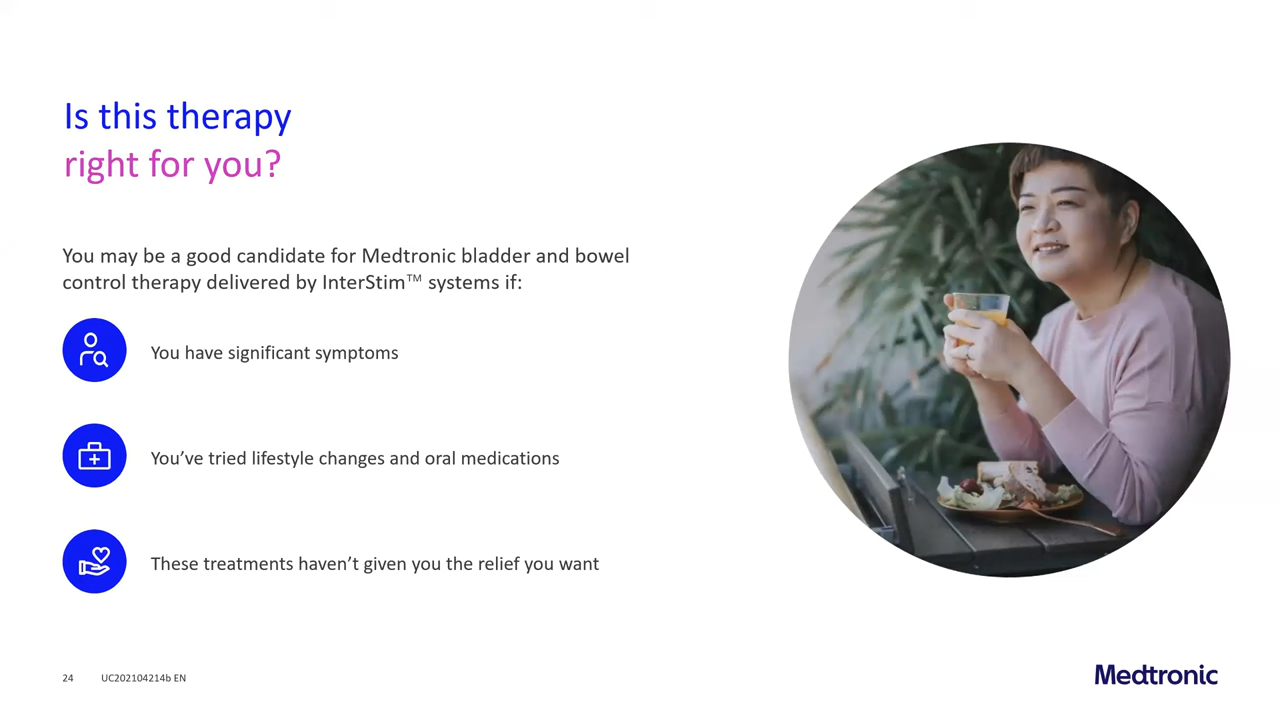 Is this therapy
right for you?
You may be a good candidate for Medtronic bladder and bowel
control therapy delivered by InterStim™ systems if:
You have significant symptoms
You’ve tried lifestyle changes and oral medications
These treatments haven’t given you the relief you want
24 UC202104214b EN
Medtronic